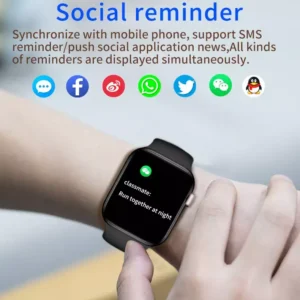 Social reminder
Synchronize with mobile phone, support SMS
reminder/push social application news,All kinds
of reminders are displayed simultaneously.
classmate:
Run together at night